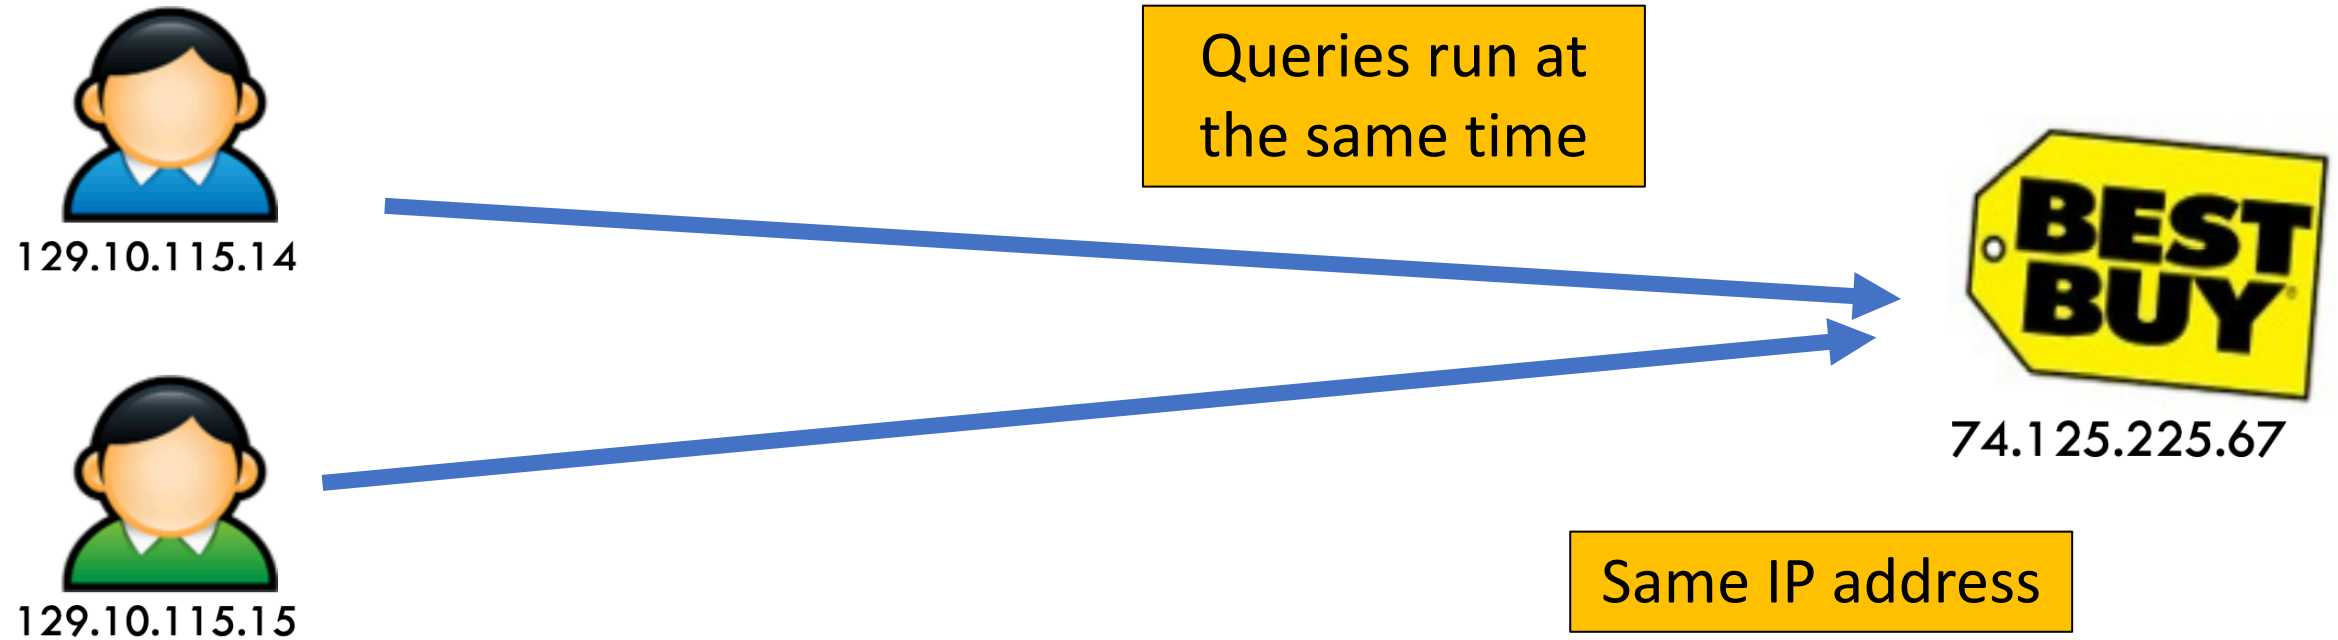 Queries run at
the same time
129.10.115.14
BEST
BUY®
74.125.225.67
Same IP address
129.10.115.15